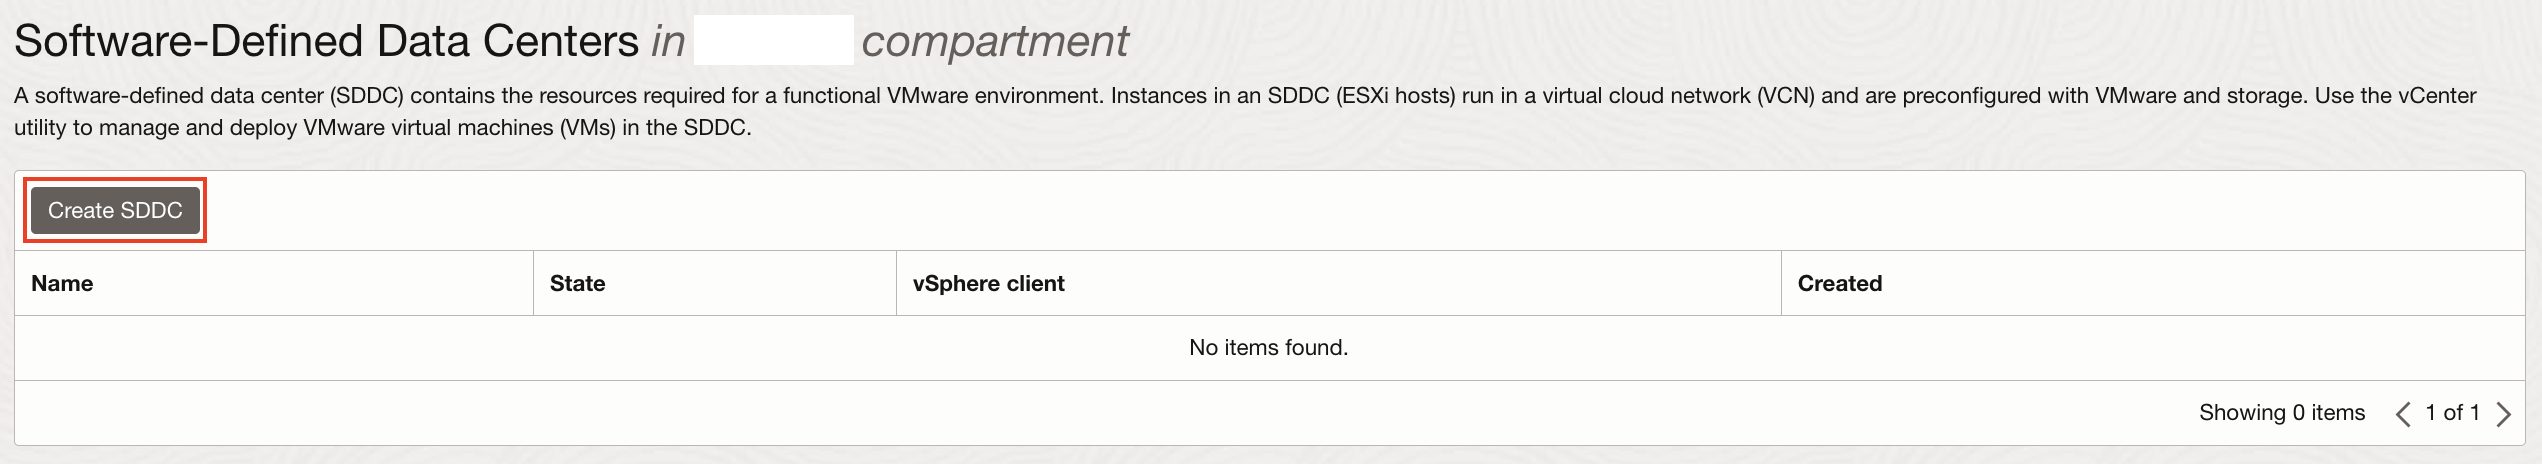 Software-Defined Data Centers in compartment
A software-defined data center (SDDC) contains the resources required for a functional VMware environment. Instances in an SDDC (ESXi hosts) run in a virtual cloud network (VCN) and are preconfigured with VMware and storage. Use the vCenter
utility to manage and deploy VMware virtual machines (VMs) in the SDDC.
Create SDDC
Name State vSphere client Created
No items found.
Showing 0 items 1 of 1